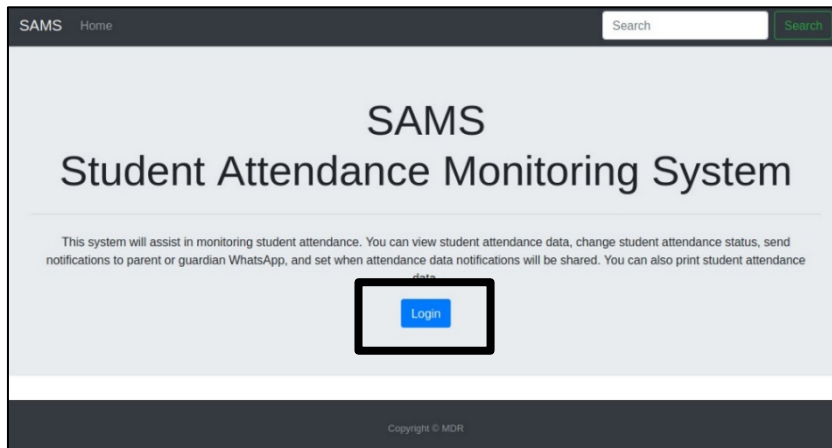 SAMS Home Search Search
SAMS
Student Attendance Monitoring System
This system will assist in monitoring student attendance. You can view student attendance data, change student attendance status, send
notifications to parent or guardian WhatsApp, and set when attendance data notifications will be shared. You can also print student attendance
data
Login
Copyright © MDR